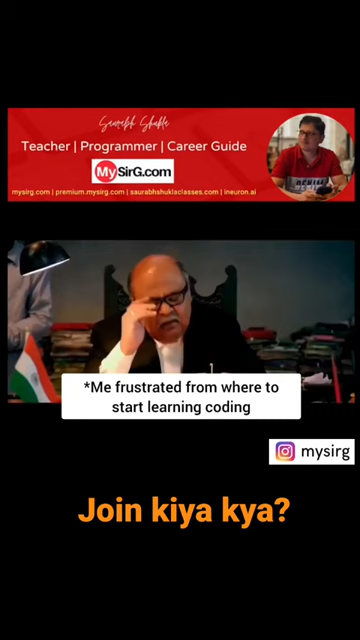 Saurabh Shukla
Teacher | Programmer | Career Guide
MySirG.com
mysirg.com | premium.mysirg.com | saurabhshuklaclasses.com | ineuron.ai
*Me frustrated from where to
start learning coding
mysirg
Join kiya kya?